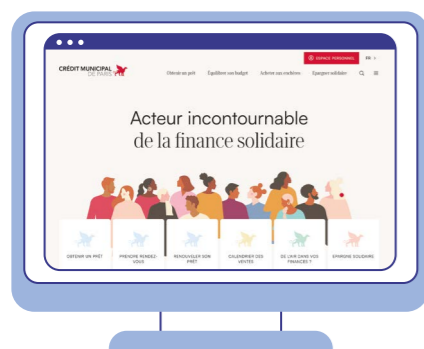 CRÉDIT MUNICIPAL
DE PARIS
ESPACE PERSONNEL
FR
Obtenir un prêt
Équilibrer son budget
Acheter aux enchères
Épargner solidaire
Acteur incontournable
de la finance solidaire
OBTENIR UN PRÊT
PRENDRE RENDEZ-
VOUS
RENOUVELER SON
PRÊT
CALENDRIER DES
VENTES
DE L'AIR DANS VOS
FINANCES ?
EPARGNE SOLIDAIRE